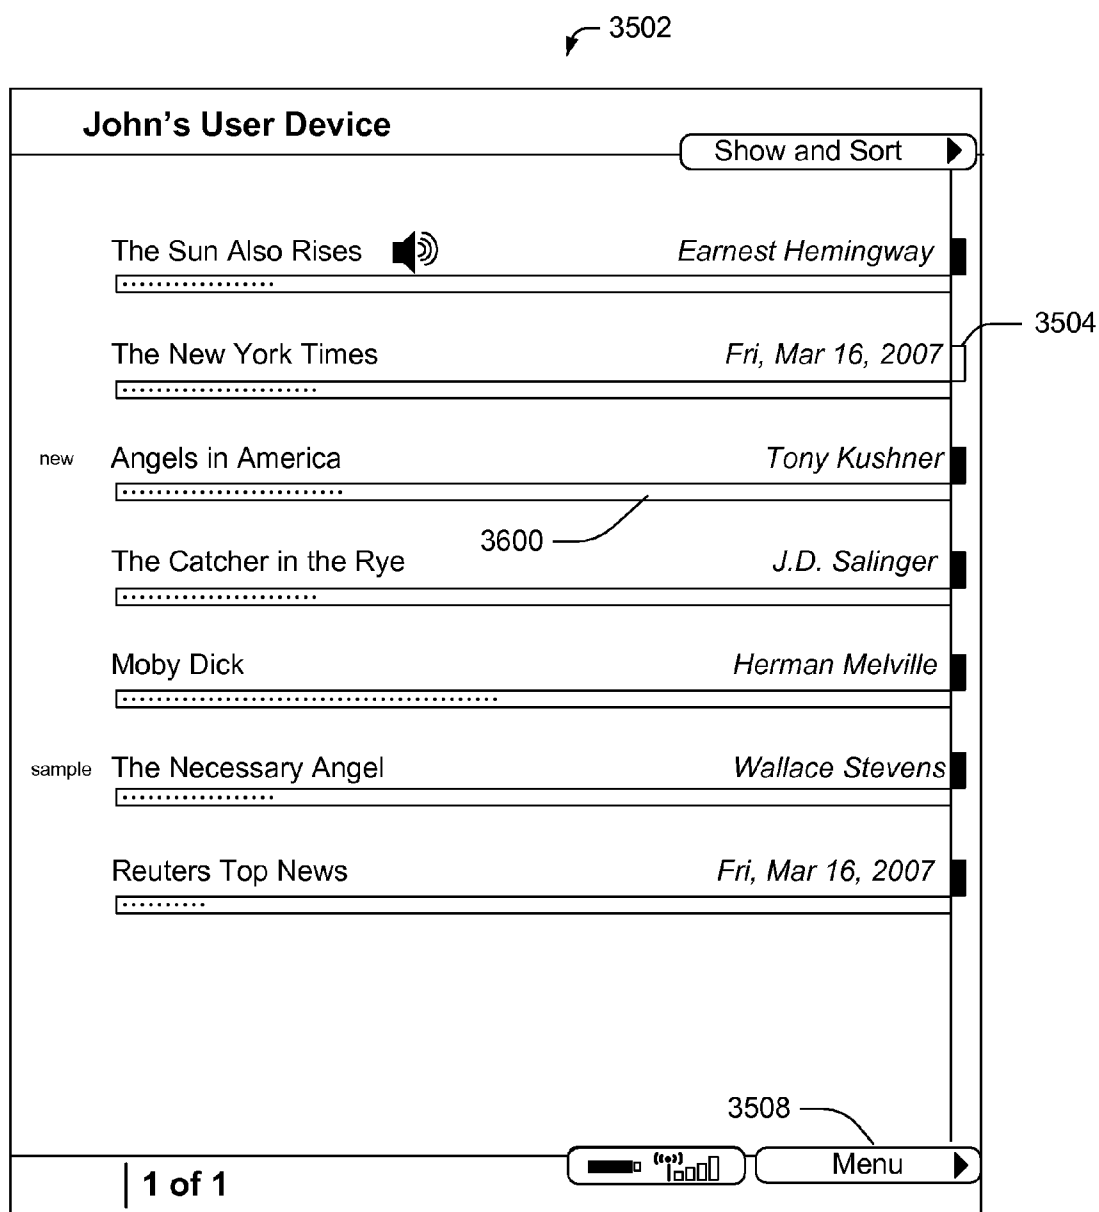 3502
John's User Device
Show and Sort
The Sun Also Rises Earnest Hemingway
3504
The New York Times Fri, Mar 16, 2007
new Angels in America Tony Kushner
3600
The Catcher in the Rye J.D. Salinger
Moby Dick Herman Melville
sample The Necessary Angel Wallace Stevens
Reuters Top News Fri, Mar 16, 2007
3508
1 of 1 Menu